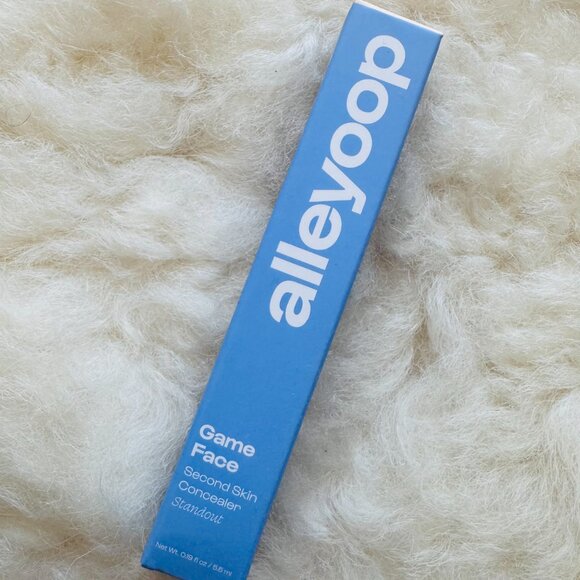 alleyoop
Game
Face
Second Skin
Concealer
Standout
Net Wt. 0.19 fl oz / 5.6 ml